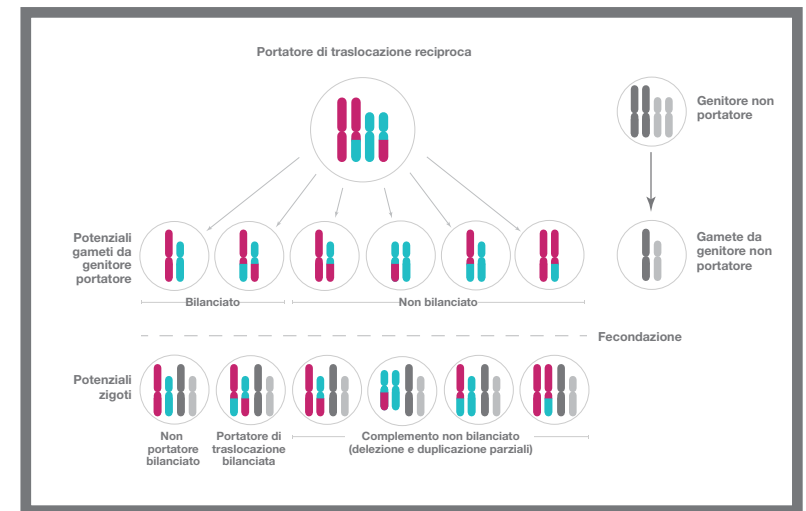 Portatore di traslocazione reciproca
Genitore non
portatore
Potenziali
gameti da
genitore
portatore
Gamete da
genitore non
portatore
Bilanciato
Non bilanciato
Fecondazione
Potenziali
zigoti
Non
portatore
bilanciato
Portatore di
traslocazione
bilanciata
Complemento non bilanciato
(delezione e duplicazione parziali)